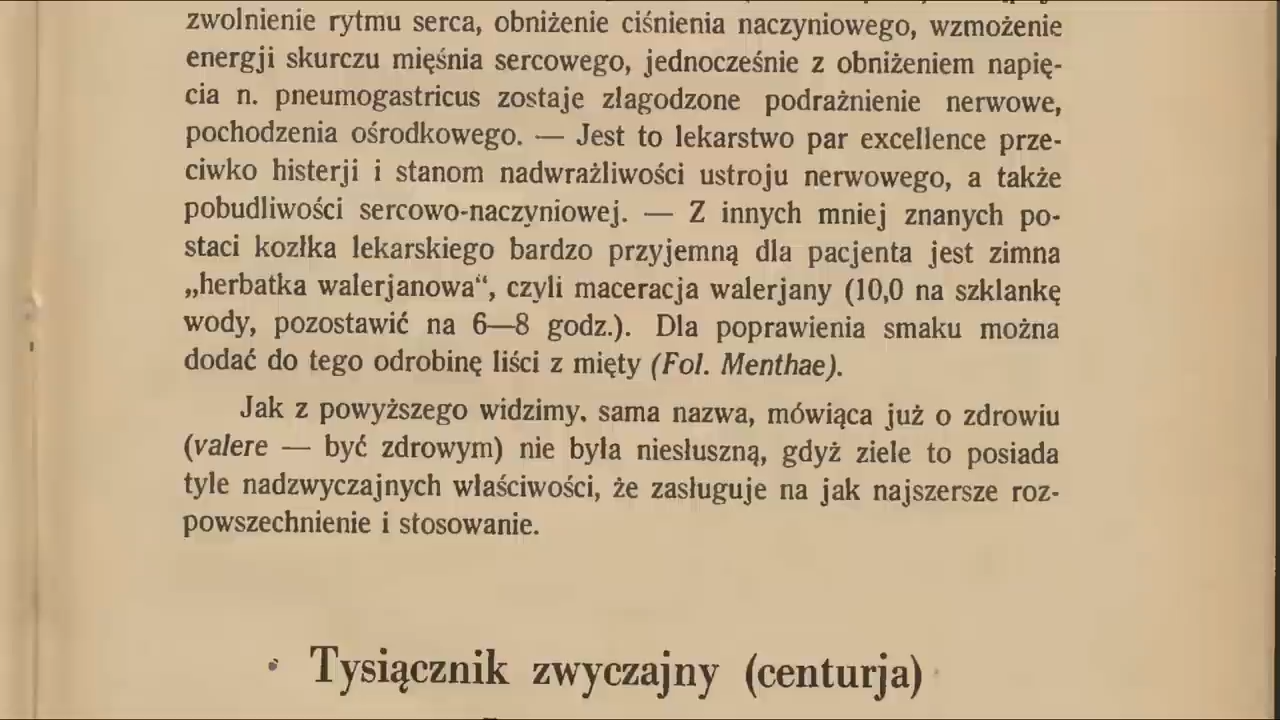 zwolnienie rytmu serca, obniżenie ciśnienia naczyniowego, wzmożenie
energji skurczu mięśnia sercowego, jednocześnie z obniżeniem napię-
cia n. pneumogastricus zostaje złagodzone podrażnienie nerwowe,
pochodzenia ośrodkowego. — Jest to lekarstwo par excellence prze-
ciwko histerji i stanom nadwrażliwości ustroju nerwowego, a także
pobudliwości sercowo-naczyniowej. — Z innych mniej znanych po-
staci kozłka lekarskiego bardzo przyjemną dla pacjenta jest zimna
„herbatka walerjanowa“, czyli maceracja walerjany (10,0 na szklankę
wody, pozostawić na 6—8 godz.). Dla poprawienia smaku można
dodać do tego odrobinę liści z mięty (Fol. Menthae).
Jak z powyższego widzimy. sama nazwa, mówiąca już o zdrowiu
(valere — być zdrowym) nie była niesłuszną, gdyż ziele to posiada
tyle nadzwyczajnych właściwości, że zasługuje na jak najszersze roz-
powszechnienie i stosowanie.
Tysiącznik zwyczajny (centurja)